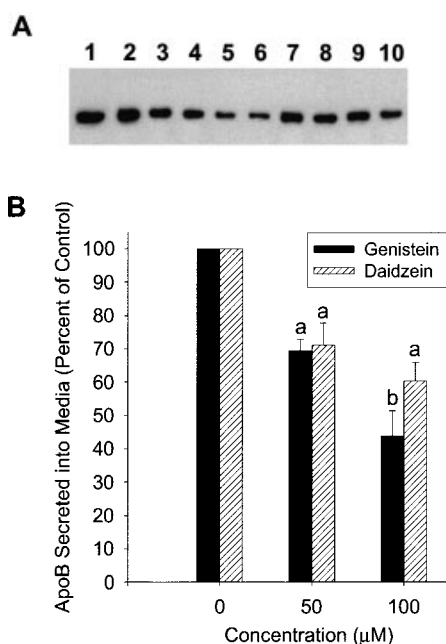 A
1 2 3 4 5 6 7 8 9 10
B
ApoB Secreted into Media (Percent of Control)
100
90
80
70
60
50
40
30
20
10
0
Genistein
Daidzein
a a
b a
0 50 100
Concentration (µM)